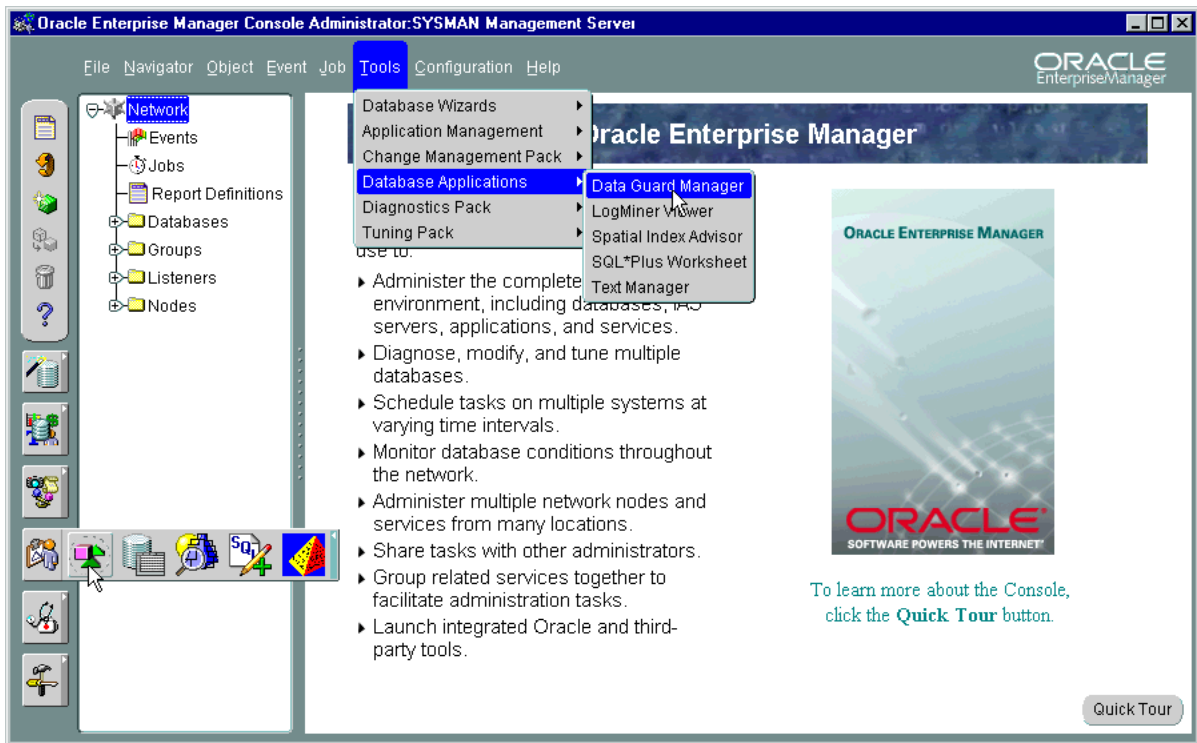 Oracle Enterprise Manager Console Administrator:SYSMAN Management Server
File Navigator Object Event Job Tools Configuration Help
ORACLE
EnterpriseManager
Network
Events
Jobs
Report Definitions
Databases
Groups
Listeners
Nodes
Database Wizards
Application Management
Change Management Pack
Database Applications
Diagnostics Pack
Tuning Pack
Data Guard Manager
LogMiner Viewer
Spatial Index Advisor
SQL*Plus Worksheet
Text Manager
Oracle Enterprise Manager
use to:
Administer the complete
environment, including databases, iAS
servers, applications, and services.
Diagnose, modify, and tune multiple
databases.
Schedule tasks on multiple systems at
varying time intervals.
Monitor database conditions throughout
the network.
Administer multiple network nodes and
services from many locations.
Share tasks with other administrators.
Group related services together to
facilitate administration tasks.
Launch integrated Oracle and third-
party tools.
ORACLE ENTERPRISE MANAGER
ORACLE
SOFTWARE POWERS THE INTERNET
To learn more about the Console,
click the Quick Tour button.
SQL
Quick Tour